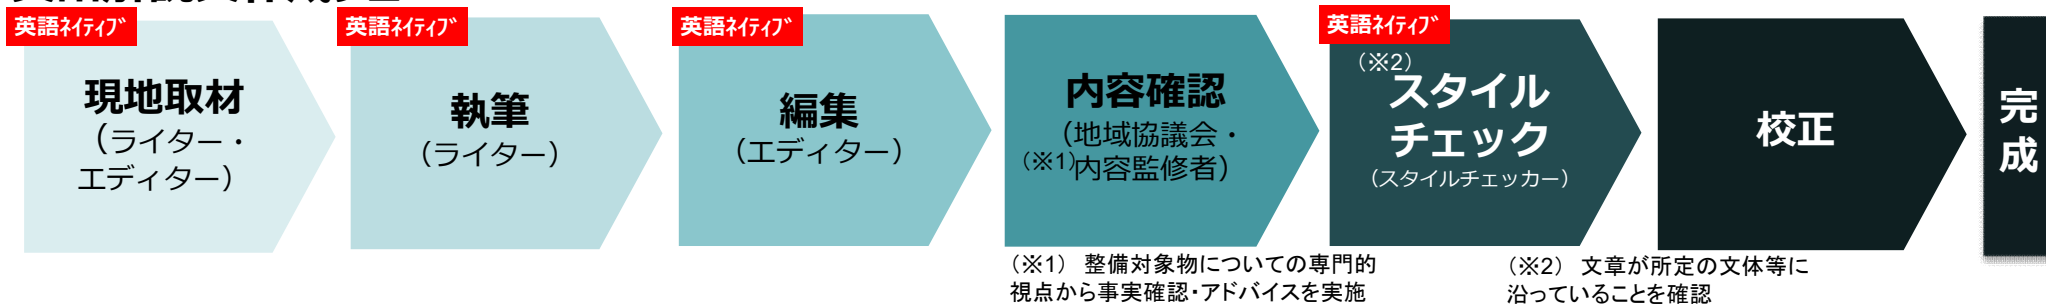 英語ﾈｲﾃｨﾌﾞ
現地取材
（ライター・
エディター）
英語ﾈｲﾃｨﾌﾞ
執筆
（ライター）
英語ﾈｲﾃｨﾌﾞ
編集
（エディター）
内容確認
（地域協議会・
（※1）内容監修者）
英語ﾈｲﾃｨﾌﾞ
（※2）
スタイル
チェック
（スタイルチェッカー）
校正
完
成
（※1） 整備対象物についての専門的
視点から事実確認・アドバイスを実施
（※2） 文章が所定の文体等に
沿っていることを確認